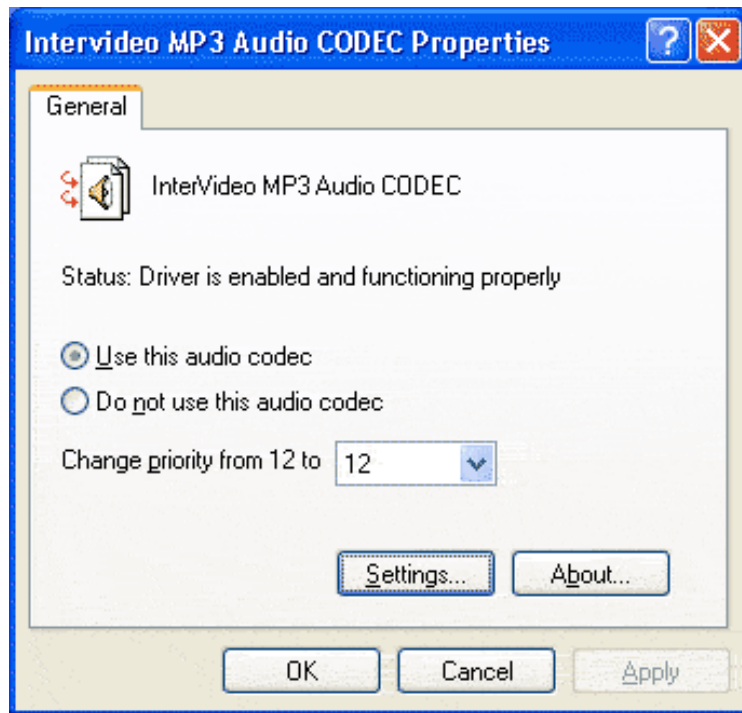 Intervideo MP3 Audio CODEC Properties
General
InterVideo MP3 Audio CODEC
Status: Driver is enabled and functioning properly
Use this audio codec
Do not use this audio codec
Change priority from 12 to 12
Settings... About...
OK Cancel Apply